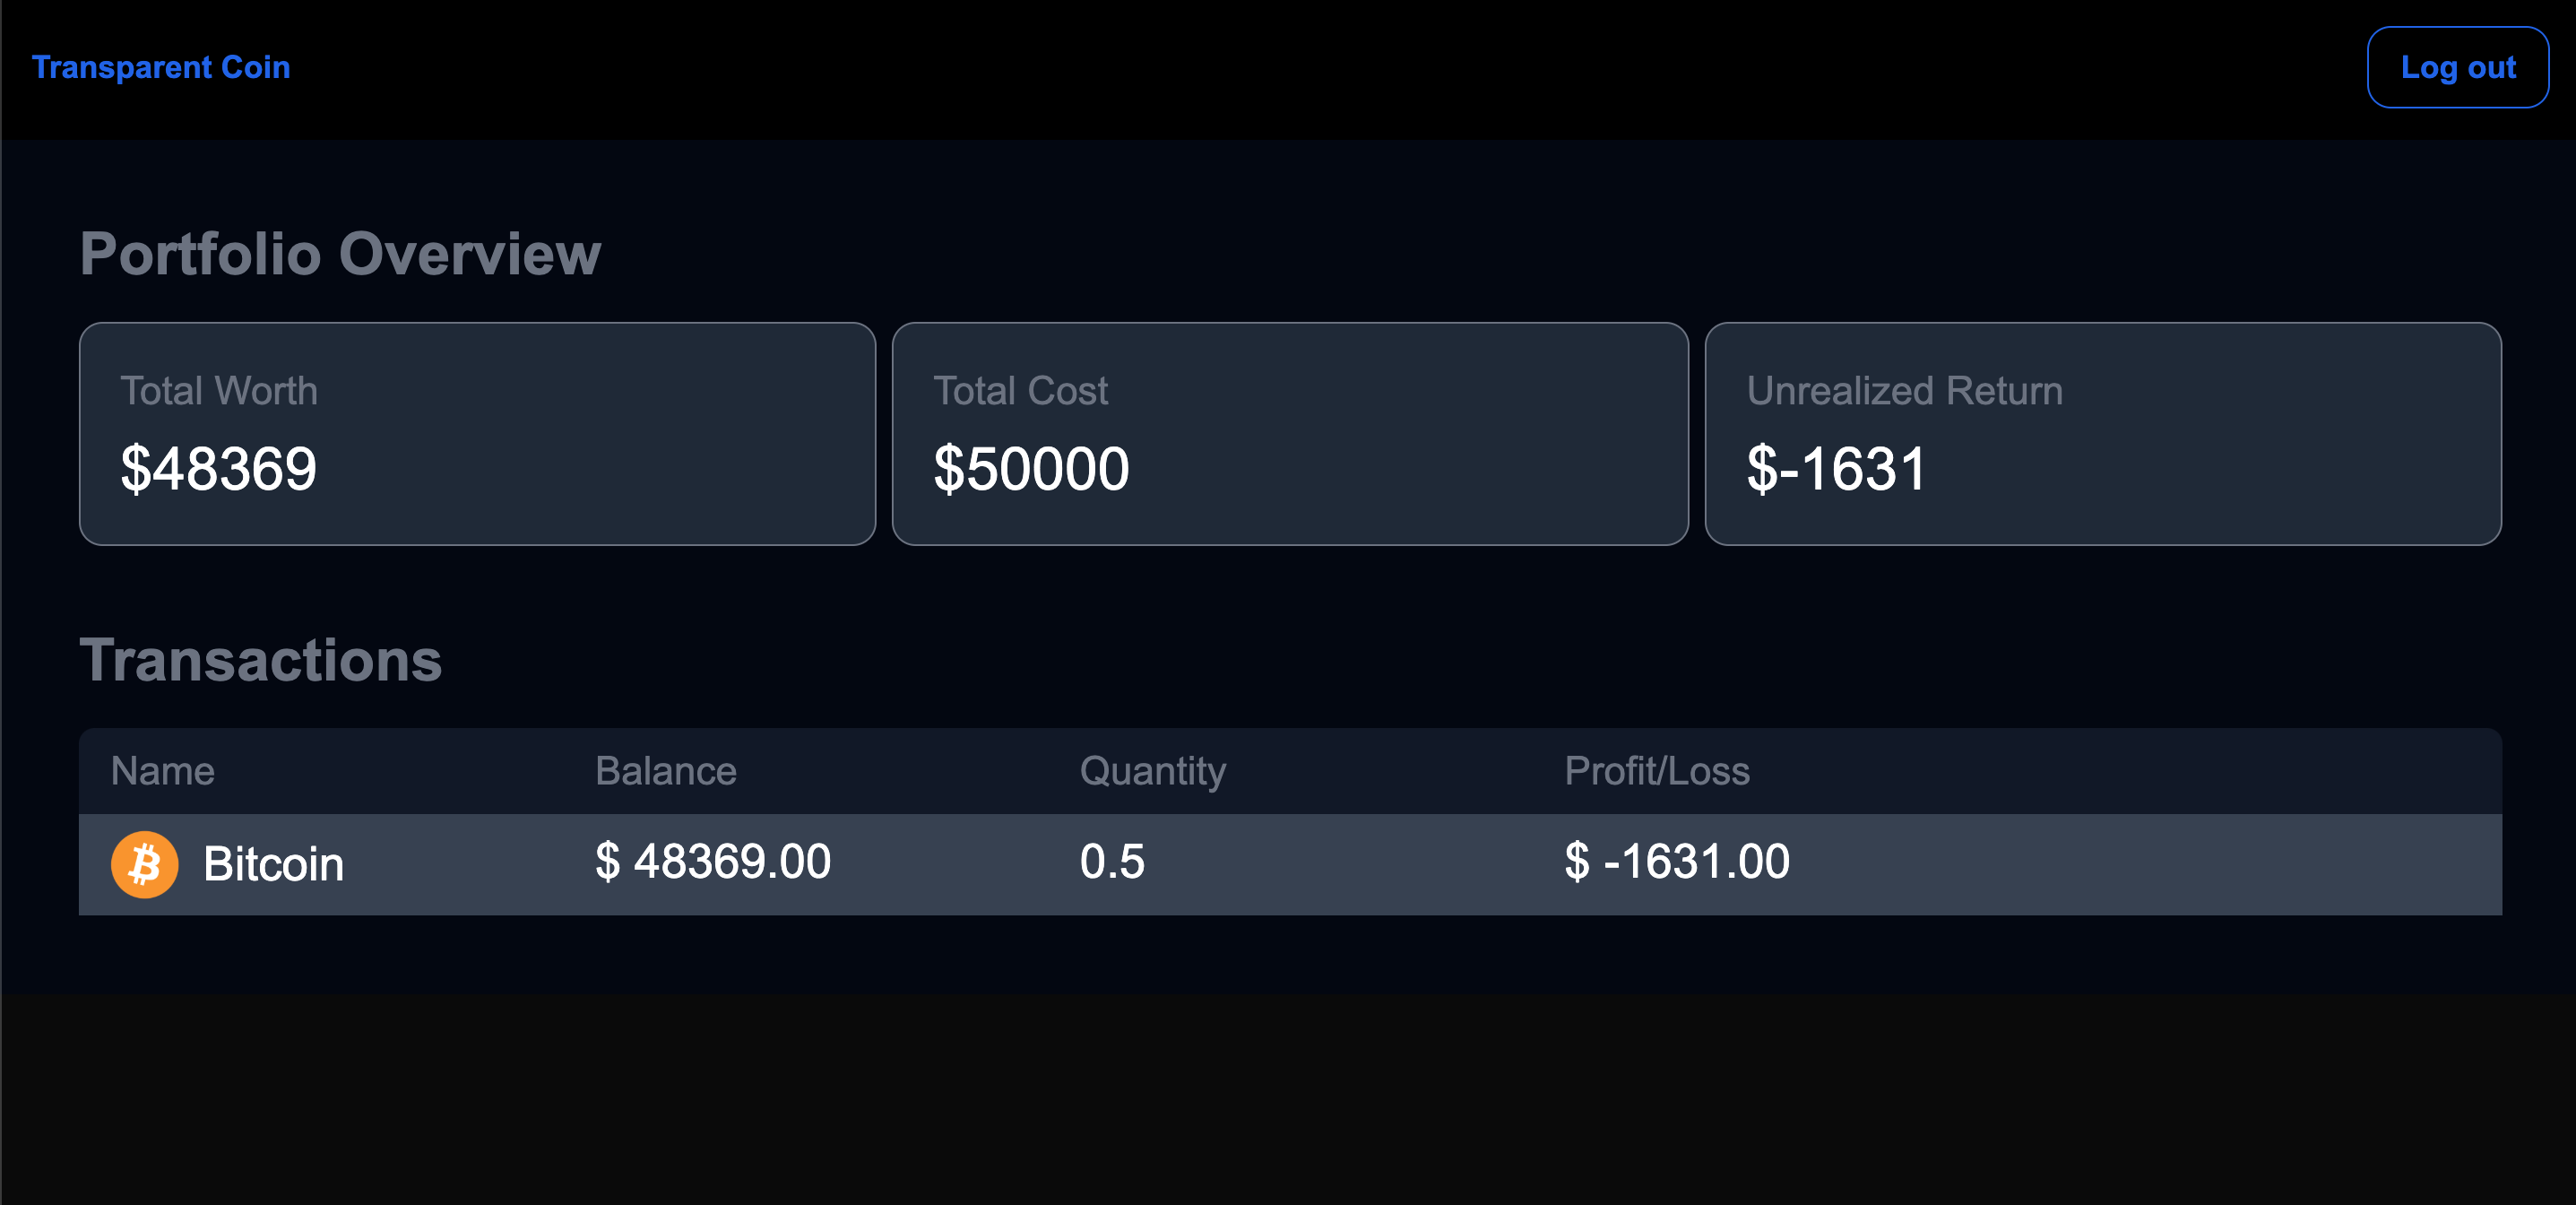 Transparent Coin
Log out
Portfolio Overview
Total Worth
$48369
Total Cost
$50000
Unrealized Return
$-1631
Transactions
Name Balance Quantity Profit/Loss
Bitcoin $ 48369.00 0.5 $ -1631.00